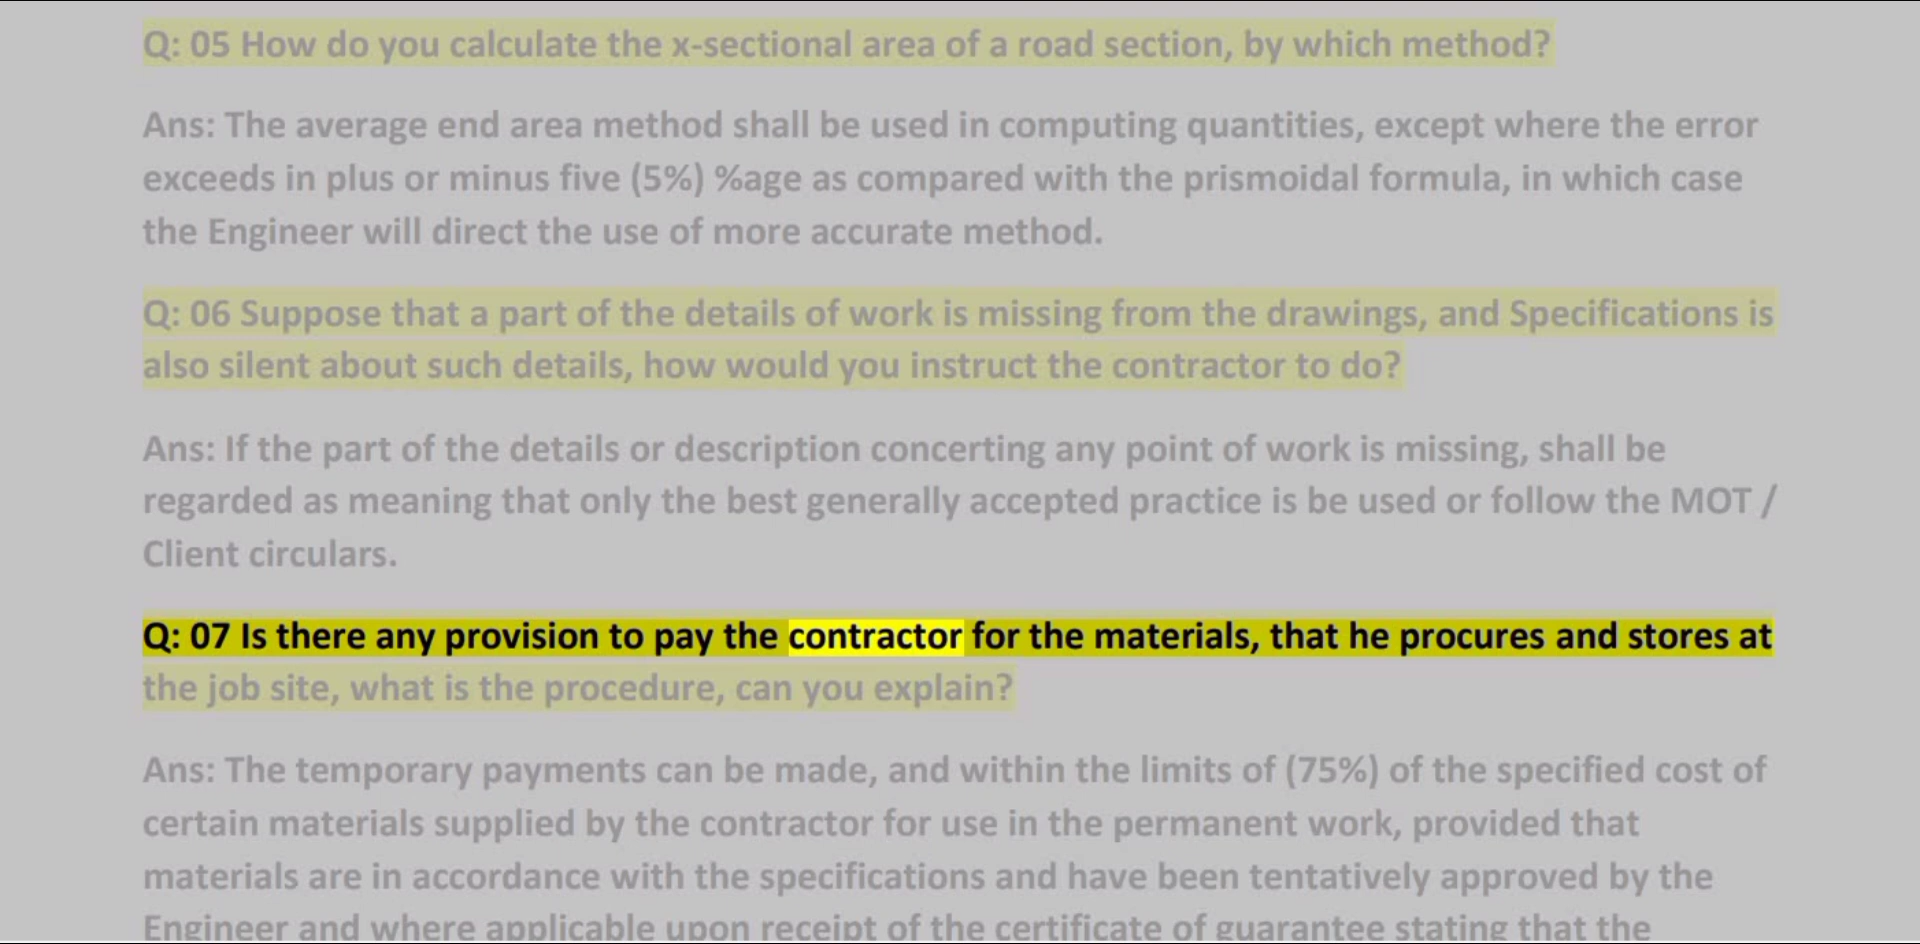 Q: 05 How do you calculate the x-sectional area of a road section, by which method?
Ans: The average end area method shall be used in computing quantities, except where the error
exceeds in plus or minus five (5%) %age as compared with the prismoidal formula, in which case
the Engineer will direct the use of more accurate method.
Q: 06 Suppose that a part of the details of work is missing from the drawings, and Specifications is
also silent about such details, how would you instruct the contractor to do?
Ans: If the part of the details or description concerting any point of work is missing, shall be
regarded as meaning that only the best generally accepted practice is be used or follow the MOT /
Client circulars.
Q: 07 Is there any provision to pay the contractor for the materials, that he procures and stores at
the job site, what is the procedure, can you explain?
Ans: The temporary payments can be made, and within the limits of (75%) of the specified cost of
certain materials supplied by the contractor for use in the permanent work, provided that
materials are in accordance with the specifications and have been tentatively approved by the
Engineer and where applicable upon receipt of the certificate of guarantee stating that the